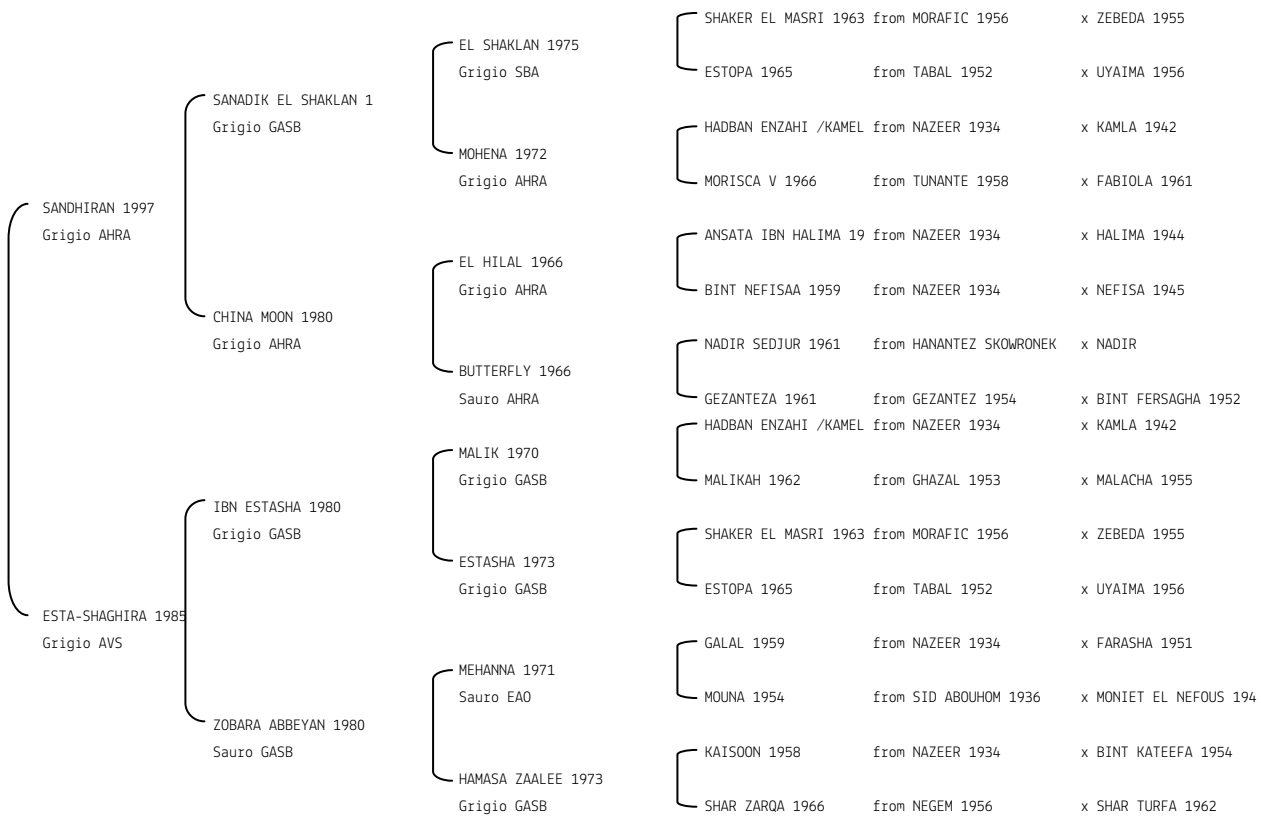 SHAKER EL MASRI 1963 from MORAFIC 1956 x ZEBEDA 1955
EL SHAKLAN 1975
Grigio SBA
ESTOPA 1965 from TABAL 1952 x UYAIMA 1956
SANADIK EL SHAKLAN 1
Grigio GASB
HADBAN ENZAHI /KAMEL from NAZEER 1934 x KAMLA 1942
MOHENA 1972
Grigio AHRA
MORISCA V 1966 from TUNANTE 1958 x FABIOLA 1961
SANDHIRAN 1997
Grigio AHRA
ANSATA IBN HALIMA 19 from NAZEER 1934 x HALIMA 1944
EL HILAL 1966
Grigio AHRA
BINT NEFISAA 1959 from NAZEER 1934 x NEFISA 1945
CHINA MOON 1980
Grigio AHRA
NADIR SEDJUR 1961 from HANANTEZ SKOWRONEK x NADIR
BUTTERFLY 1966
Sauro AHRA
GEZANTEZA 1961 from GEZANTEZ 1954 x BINT FERSAGHA 1952
HADBAN ENZAHI /KAMEL from NAZEER 1934 x KAMLA 1942
MALIK 1970
Grigio GASB
MALIKAH 1962 from GHAZAL 1953 x MALACHA 1955
IBN ESTASHA 1980
Grigio GASB
SHAKER EL MASRI 1963 from MORAFIC 1956 x ZEBEDA 1955
ESTASHA 1973
Grigio GASB
ESTOPA 1965 from TABAL 1952 x UYAIMA 1956
ESTA-SHAGHIRA 1985
Grigio AVS
GALAL 1959 from NAZEER 1934 x FARASHA 1951
MEHANNA 1971
Sauro EAO
MOUNA 1954 from SID ABOUHOM 1936 x MONIET EL NEFOUS 194
ZOBARA ABBEYAN 1980
Sauro GASB
KAISOON 1958 from NAZEER 1934 x BINT KATEEFA 1954
HAMASA ZAALEE 1973
Grigio GASB
SHAR ZARQA 1966 from NEGEM 1956 x SHAR TURFA 1962